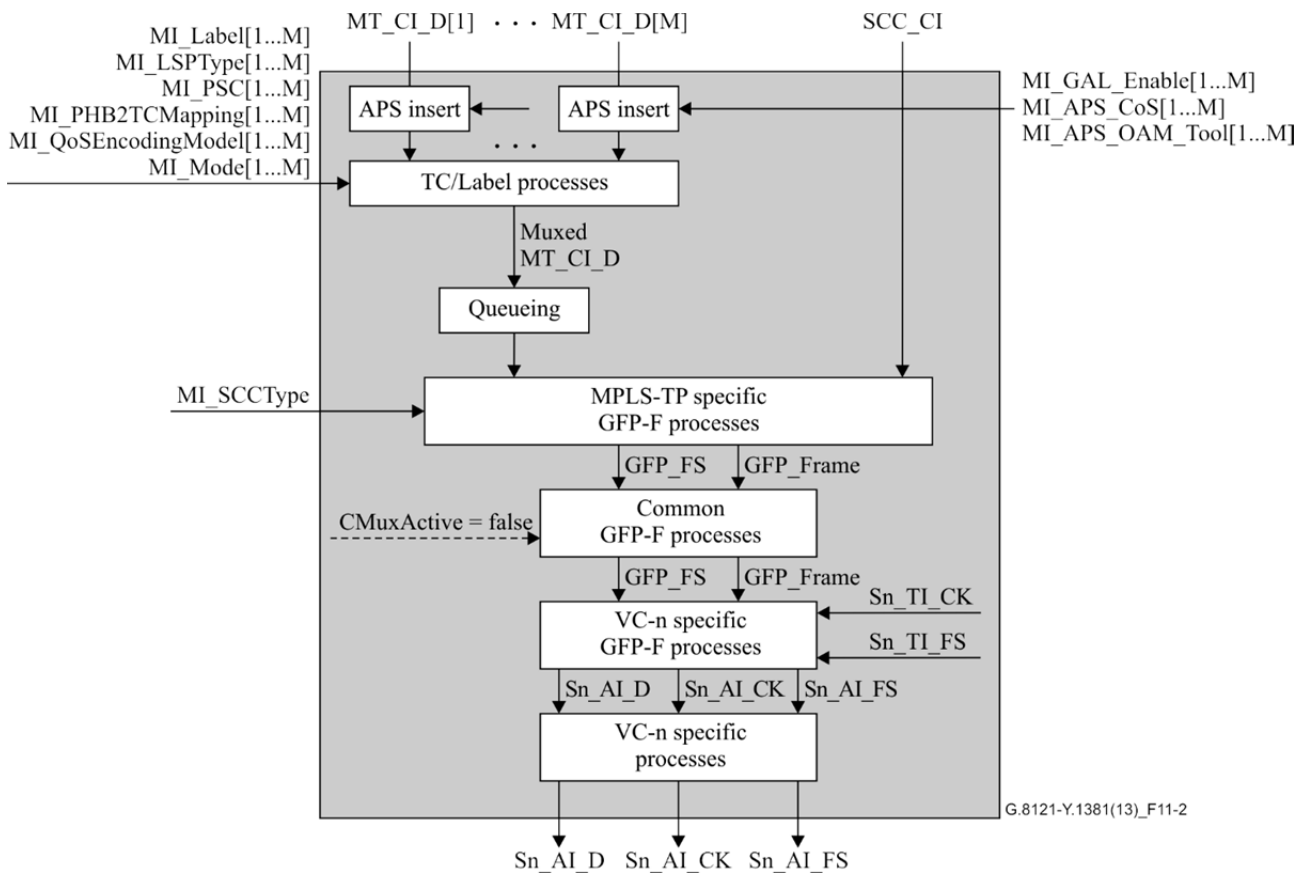 MT_CI_D[1] · · · MT_CI_D[M] SCC_CI
MI_Label[1...M]
MI_LSPType[1...M]
MI_PSC[1...M]
MI_PHB2TCMapping[1...M]
MI_QoSEncodingModel[1...M]
MI_Mode[1...M]
MI_GAL_Enable[1...M]
MI_APS_CoS[1...M]
MI_APS_OAM_Tool[1...M]
APS insert · · · APS insert
TC/Label processes
Muxed
MT_CI_D
Queueing
MI_SCCType
MPLS-TP specific
GFP-F processes
GFP_FS GFP_Frame
CMuxActive = false
Common
GFP-F processes
GFP_FS GFP_Frame
Sn_TI_CK
VC-n specific
GFP-F processes
Sn_TI_FS
Sn_AI_D Sn_AI_CK Sn_AI_FS
VC-n specific
processes
G.8121-Y.1381(13)_F11-2
Sn_AI_D Sn_AI_CK Sn_AI_FS